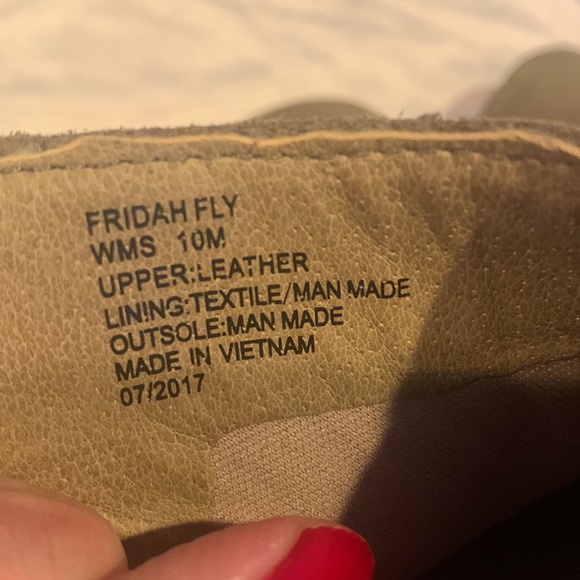 FRIDAH FLY
WMS 10M
UPPER:LEATHER
LINING:TEXTILE/MAN MADE
OUTSOLE:MAN MADE
MADE IN VIETNAM
07/2017